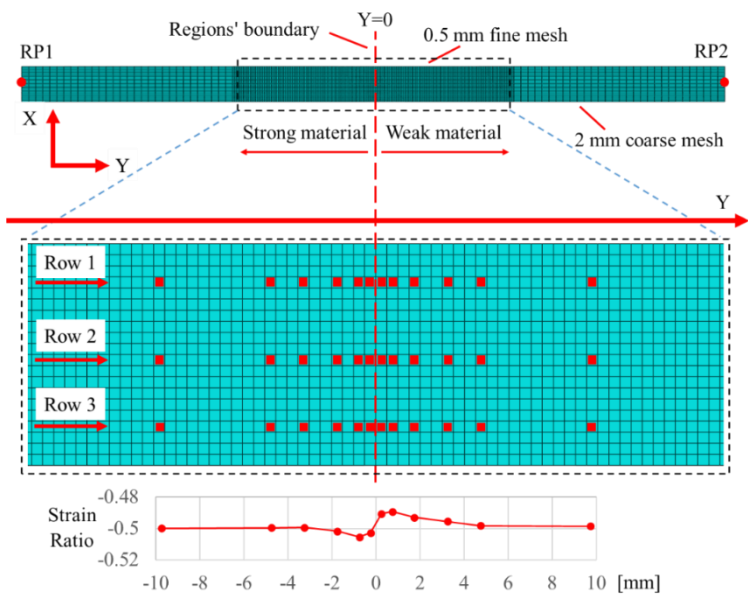 Y=0
Regions' boundary
0.5 mm fine mesh
RP1
RP2
X
Y
Strong material
Weak material
2 mm coarse mesh
Y
Row 1
Row 2
Row 3
Strain
Ratio
-0.48
-0.5
-0.52
-10 -8 -6 -4 -2 0 2 4 6 8 10 [mm]